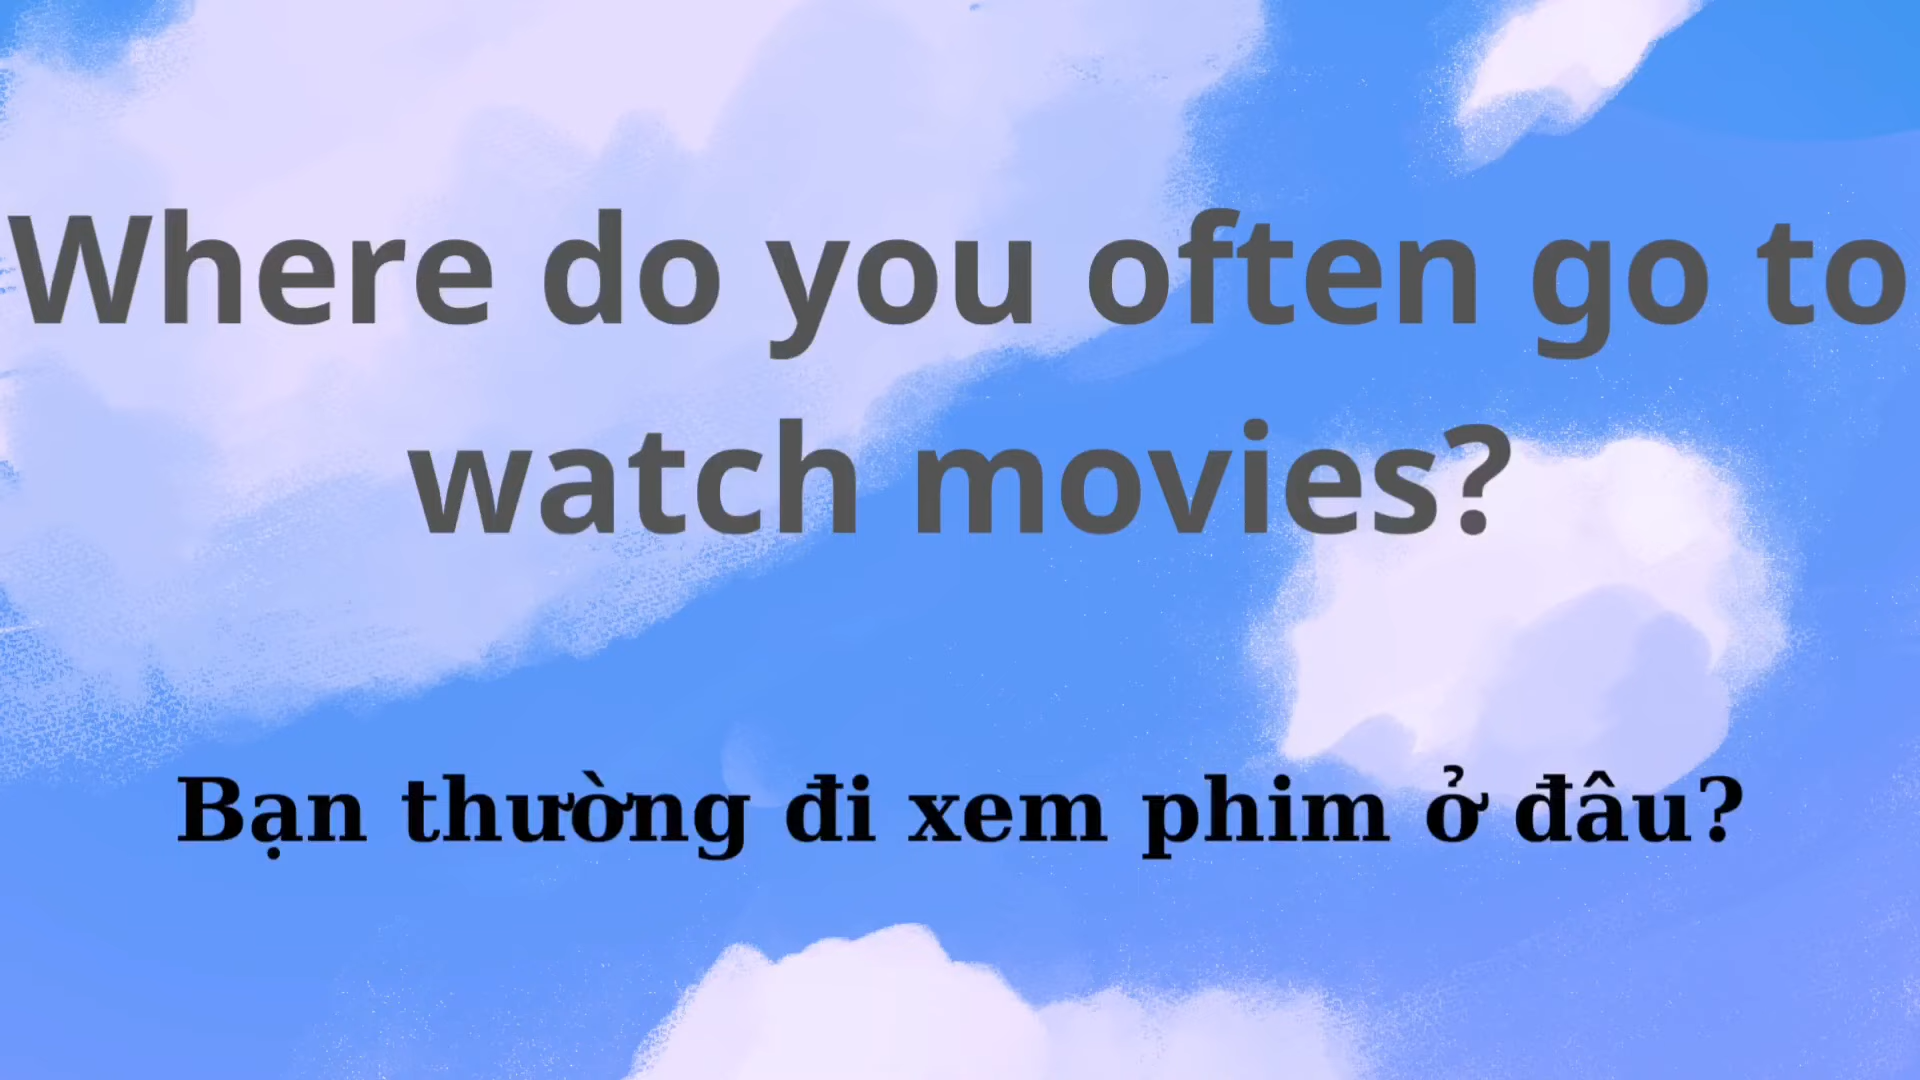 Where do you often go to
watch movies?
Bạn thường đi xem phim ở đâu?